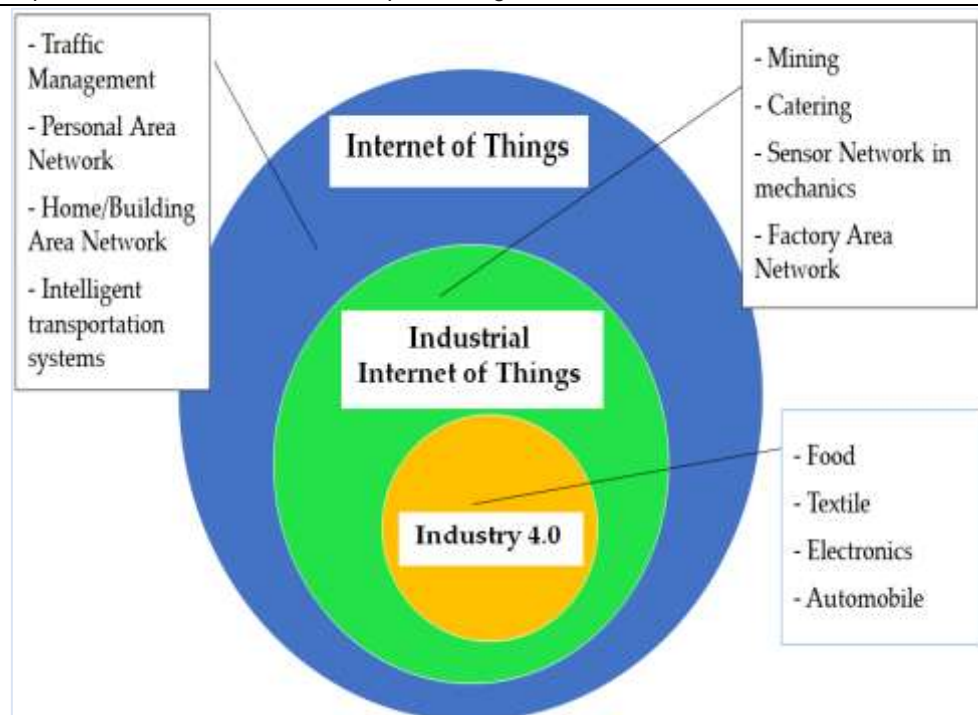 - Traffic
Management
- Personal Area
Network
- Home/Building
Area Network
- Intelligent
transportation
systems
Internet of Things
- Mining
- Catering
- Sensor Network in
mechanics
- Factory Area
Network
Industrial
Internet of Things
Industry 4.0
- Food
- Textile
- Electronics
- Automobile